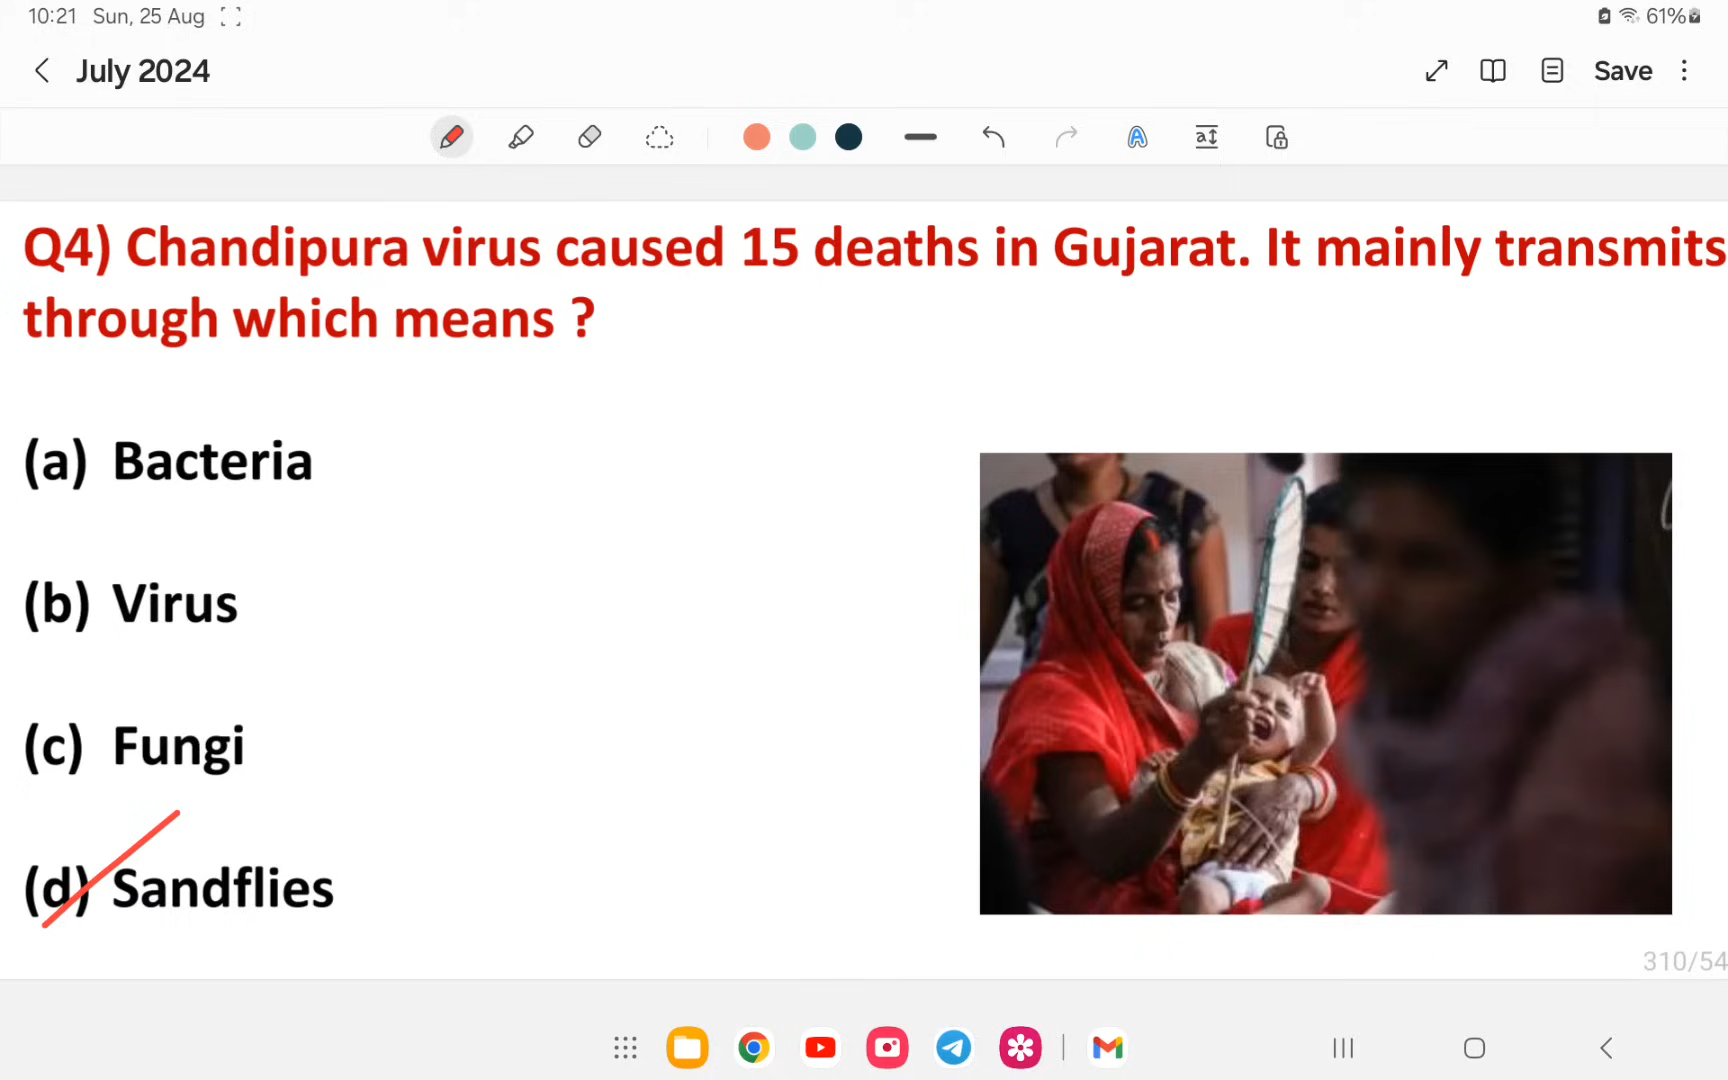 10:21 Sun, 25 Aug
61%
July 2024
Save
Q4) Chandipura virus caused 15 deaths in Gujarat. It mainly transmits
through which means ?
(a) Bacteria
(b) Virus
(c) Fungi
(d) Sandflies
310/54